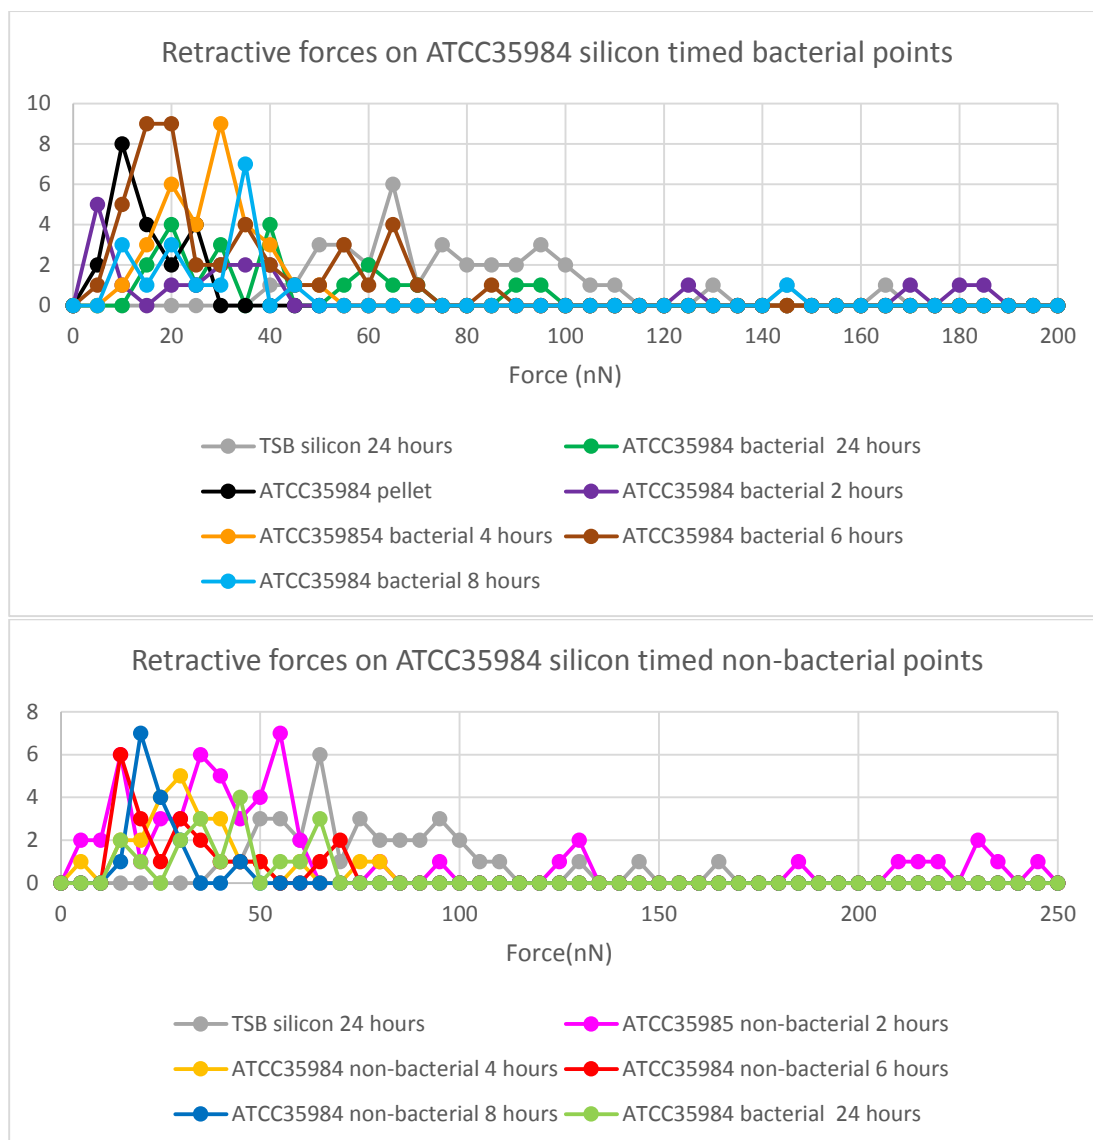 Retractive forces on ATCC35984 silicon timed bacterial points
10
8
6
4
2
0
0 20 40 60 80 100 120 140 160 180 200
Force (nN)
TSB silicon 24 hours ATCC35984 bacterial 24 hours
ATCC35984 pellet ATCC35984 bacterial 2 hours
ATCC359854 bacterial 4 hours ATCC35984 bacterial 6 hours
ATCC35984 bacterial 8 hours
Retractive forces on ATCC35984 silicon timed non-bacterial points
8
6
4
2
0
0 50 100 150 200 250
Force(nN)
TSB silicon 24 hours ATCC35985 non-bacterial 2 hours
ATCC35984 non-bacterial 4 hours ATCC35984 non-bacterial 6 hours
ATCC35984 non-bacterial 8 hours ATCC35984 bacterial 24 hours